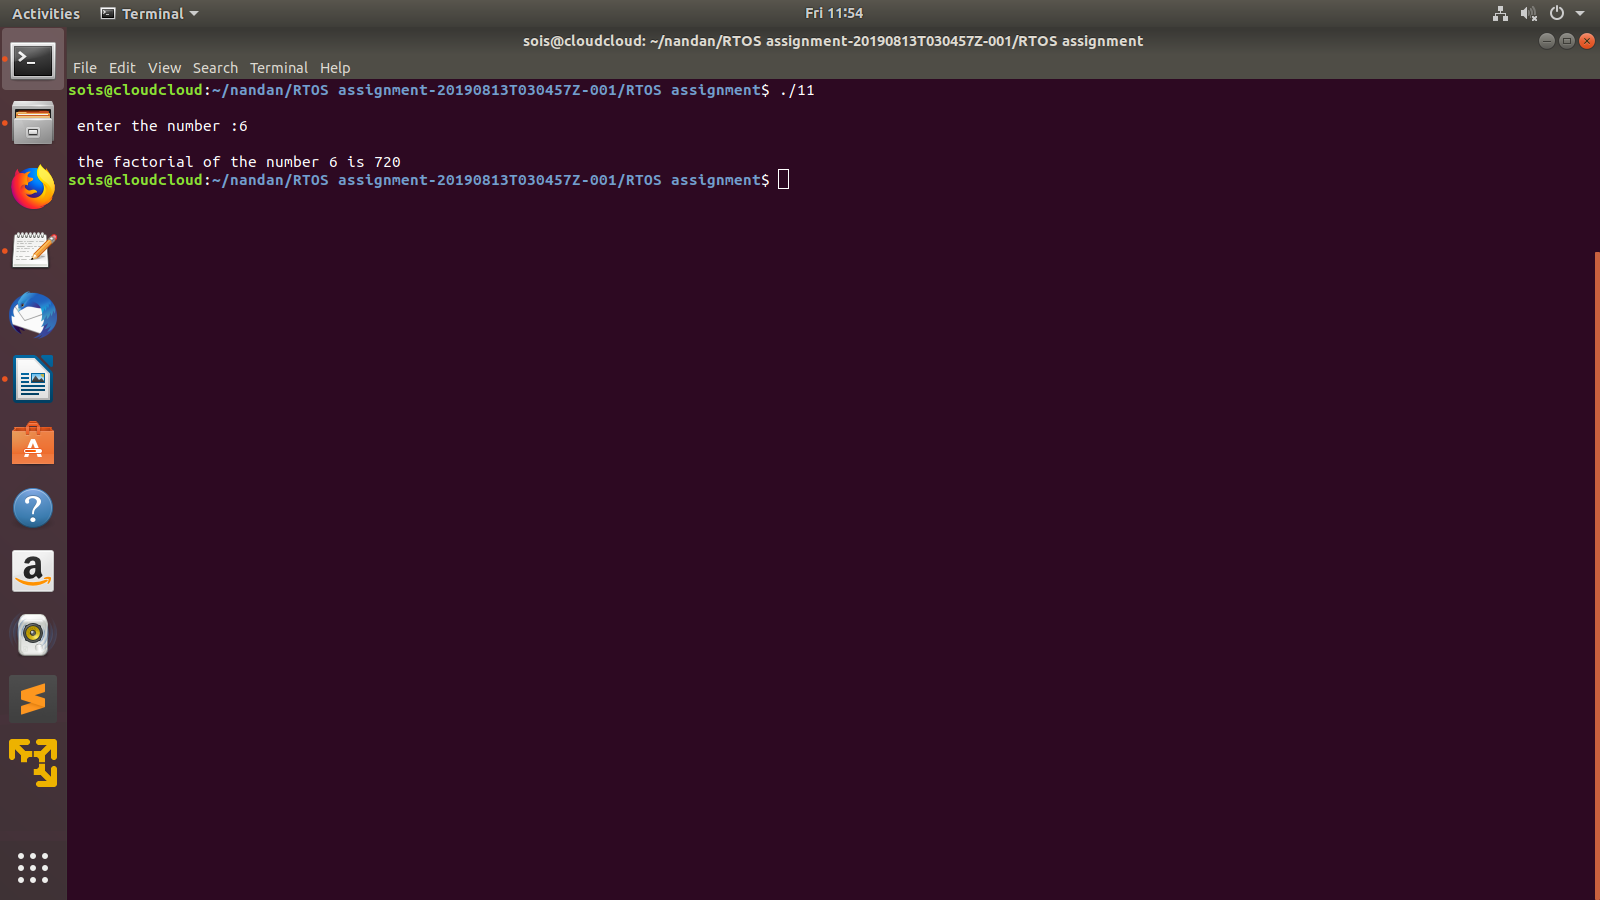 Activities Terminal Fri 11:54
sois@cloudcloud: ~/nandan/RTOS assignment-20190813T030457Z-001/RTOS assignment
File Edit View Search Terminal Help
sois@cloudcloud:~/nandan/RTOS assignment-20190813T030457Z-001/RTOS assignment$ ./11
enter the number :6
the factorial of the number 6 is 720
sois@cloudcloud:~/nandan/RTOS assignment-20190813T030457Z-001/RTOS assignment$